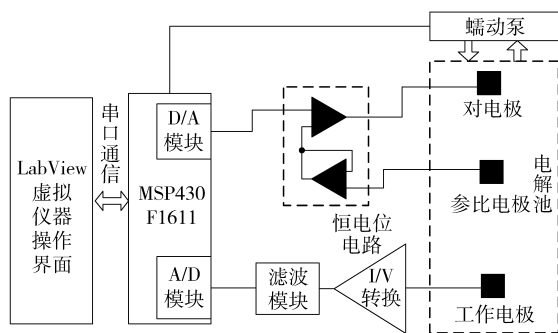 蠕动泵
串口通信
D/A
模块
对电极
LabView
虚拟
仪器
操作
界面
MSP430
F1611
电解池
参比电极
恒电位
电路
A/D
模块
滤波
模块
I/V
转换
工作电极